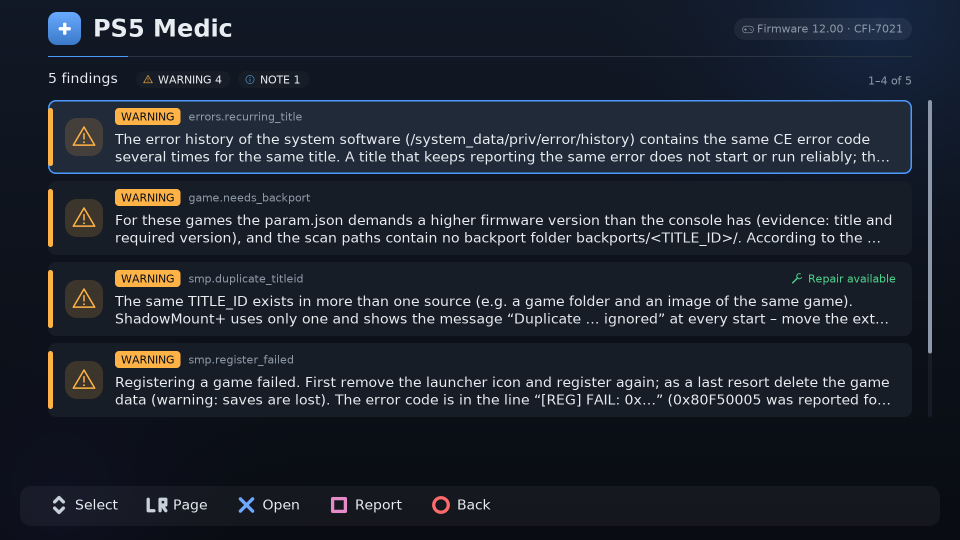 PS5 Medic
Firmware 12.00 · CFI-7021
5 findings
WARNING 4
NOTE 1
1–4 of 5
WARNING errors.recurring_title
The error history of the system software (/system_data/priv/error/history) contains the same CE error code
several times for the same title. A title that keeps reporting the same error does not start or run reliably; th…
WARNING game.needs_backport
For these games the param.json demands a higher firmware version than the console has (evidence: title and
required version), and the scan paths contain no backport folder backports/<TITLE_ID>/. According to the …
WARNING smp.duplicate_titleid
Repair available
The same TITLE_ID exists in more than one source (e.g. a game folder and an image of the same game).
ShadowMount+ uses only one and shows the message “Duplicate … ignored” at every start – move the ext…
WARNING smp.register_failed
Registering a game failed. First remove the launcher icon and register again; as a last resort delete the game
data (warning: saves are lost). The error code is in the line “[REG] FAIL: 0x…” (0x80F50005 was reported fo…
Select
LR Page
Open
Report
Back